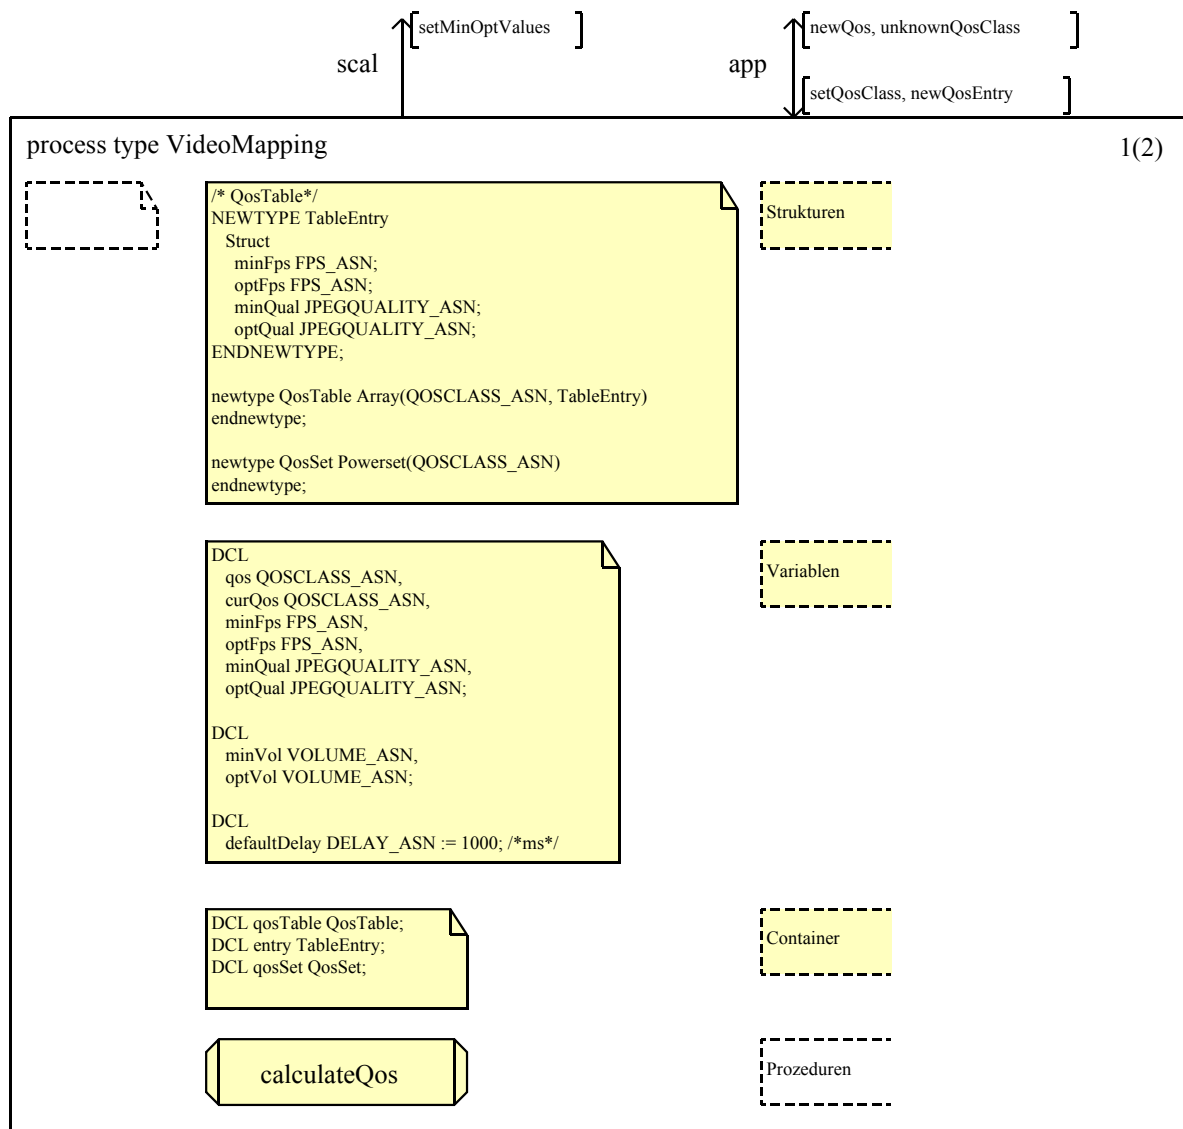 setMinOptValues
newQos, unknownQosClass
scal
app
setQosClass, newQosEntry
process type VideoMapping
1(2)
/* QosTable*/
NEWTYPE TableEntry
Struct
minFps FPS_ASN;
optFps FPS_ASN;
minQual JPEGQUALITY_ASN;
optQual JPEGQUALITY_ASN;
ENDNEWTYPE;
newtype QosTable Array(QOSCLASS_ASN, TableEntry)
endnewtype;
newtype QosSet Powerset(QOSCLASS_ASN)
endnewtype;
Strukturen
DCL
qos QOSCLASS_ASN,
curQos QOSCLASS_ASN,
minFps FPS_ASN,
optFps FPS_ASN,
minQual JPEGQUALITY_ASN,
optQual JPEGQUALITY_ASN;
DCL
minVol VOLUME_ASN,
optVol VOLUME_ASN;
DCL
defaultDelay DELAY_ASN := 1000; /*ms*/
Variablen
DCL qosTable QosTable;
DCL entry TableEntry;
DCL qosSet QosSet;
Container
calculateQos
Prozeduren